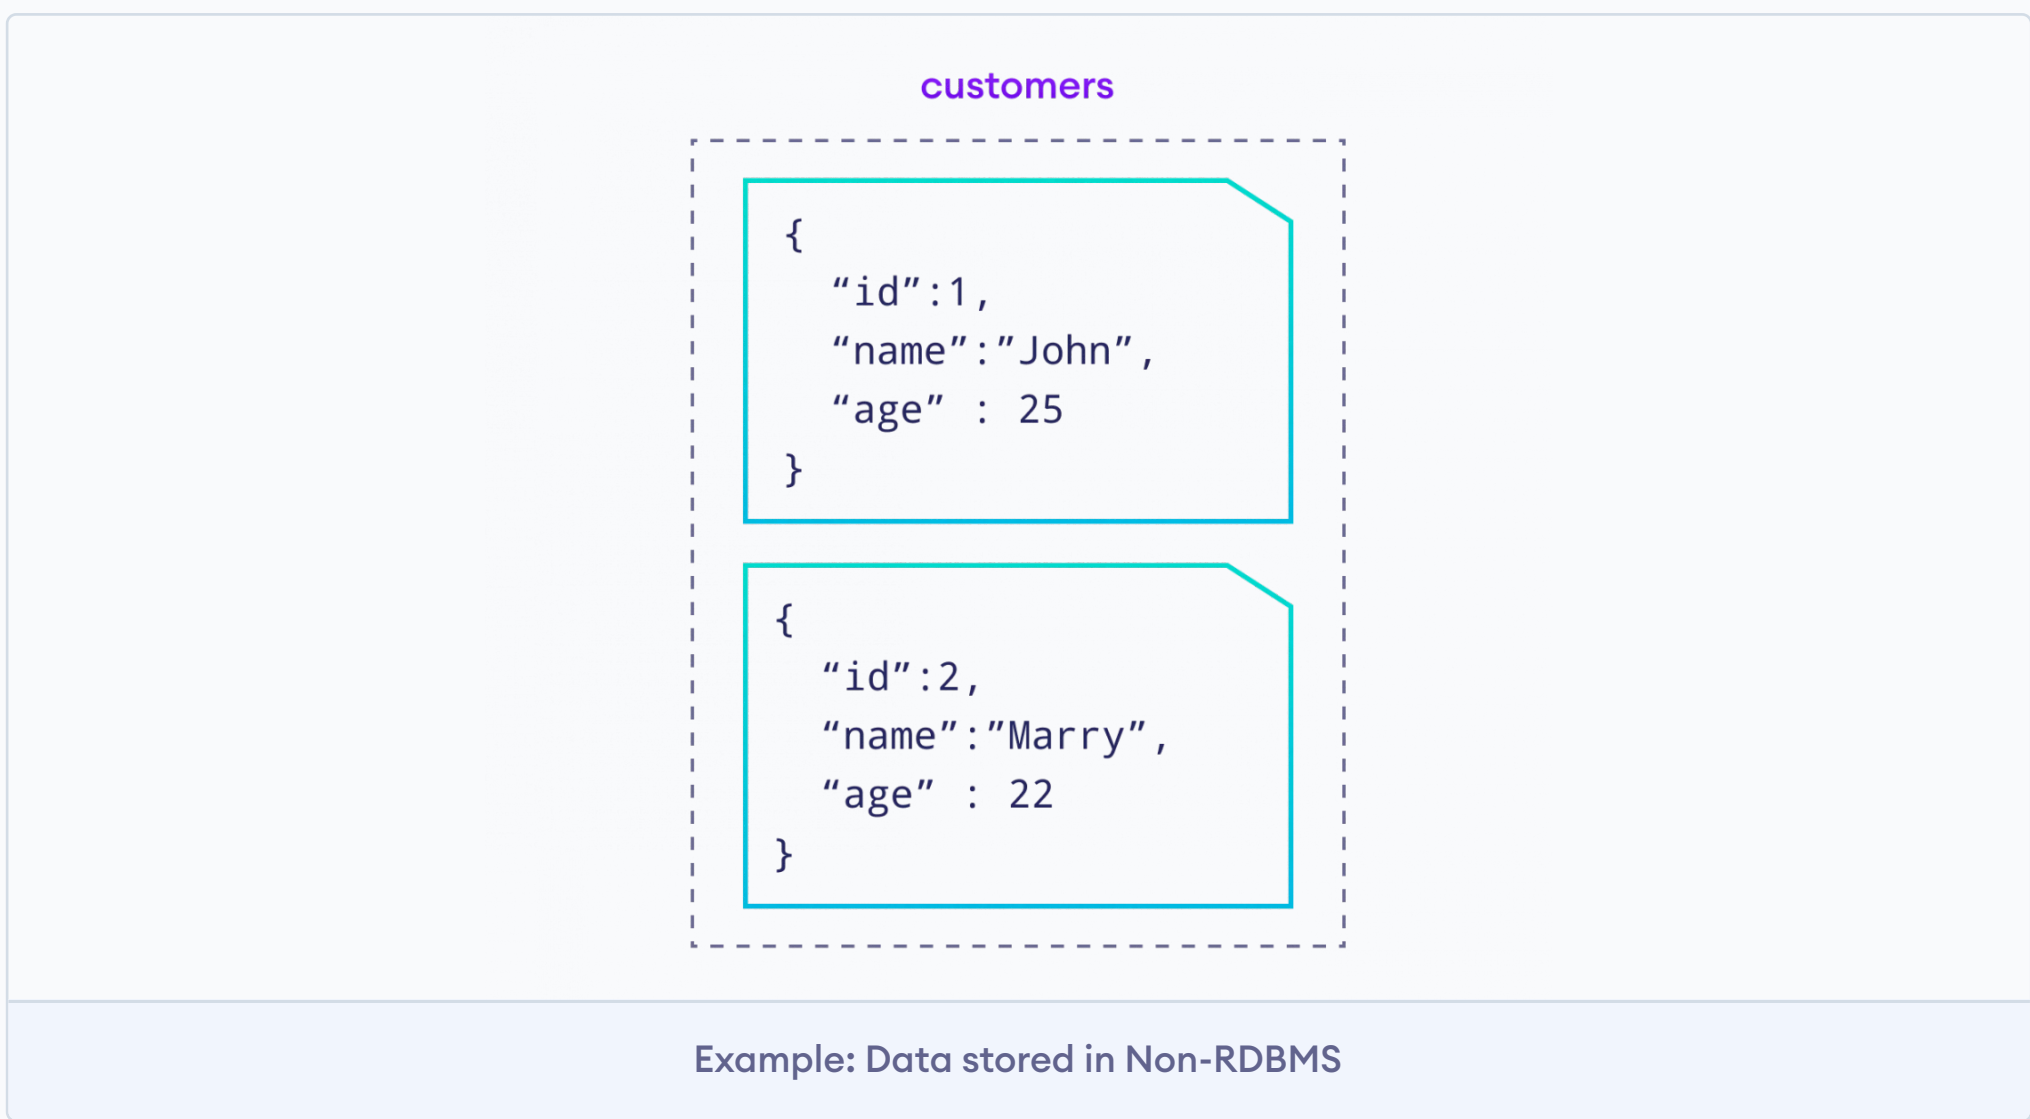 customers
{
“id”:1,
“name”:”John”,
“age” : 25
}
{
“id”:2,
“name”:”Marry”,
“age” : 22
}
Example: Data stored in Non-RDBMS